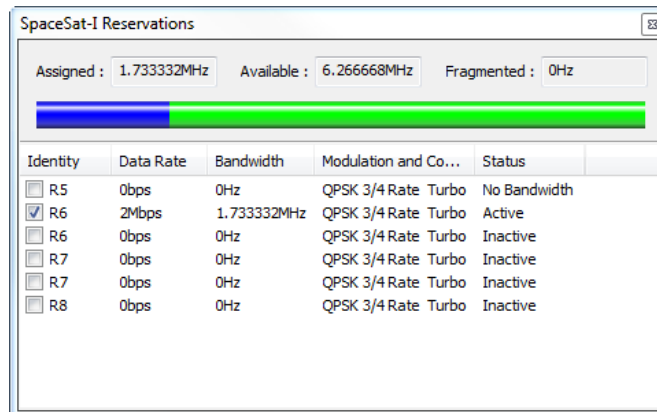 SpaceSat-I Reservations
Assigned : 1.733332MHz Available : 6.266668MHz Fragmented : 0Hz
Identity Data Rate Bandwidth Modulation and Co... Status
R5 0bps 0Hz QPSK 3/4 Rate Turbo No Bandwidth
R6 2Mbps 1.733332MHz QPSK 3/4 Rate Turbo Active
R6 0bps 0Hz QPSK 3/4 Rate Turbo Inactive
R7 0bps 0Hz QPSK 3/4 Rate Turbo Inactive
R7 0bps 0Hz QPSK 3/4 Rate Turbo Inactive
R8 0bps 0Hz QPSK 3/4 Rate Turbo Inactive